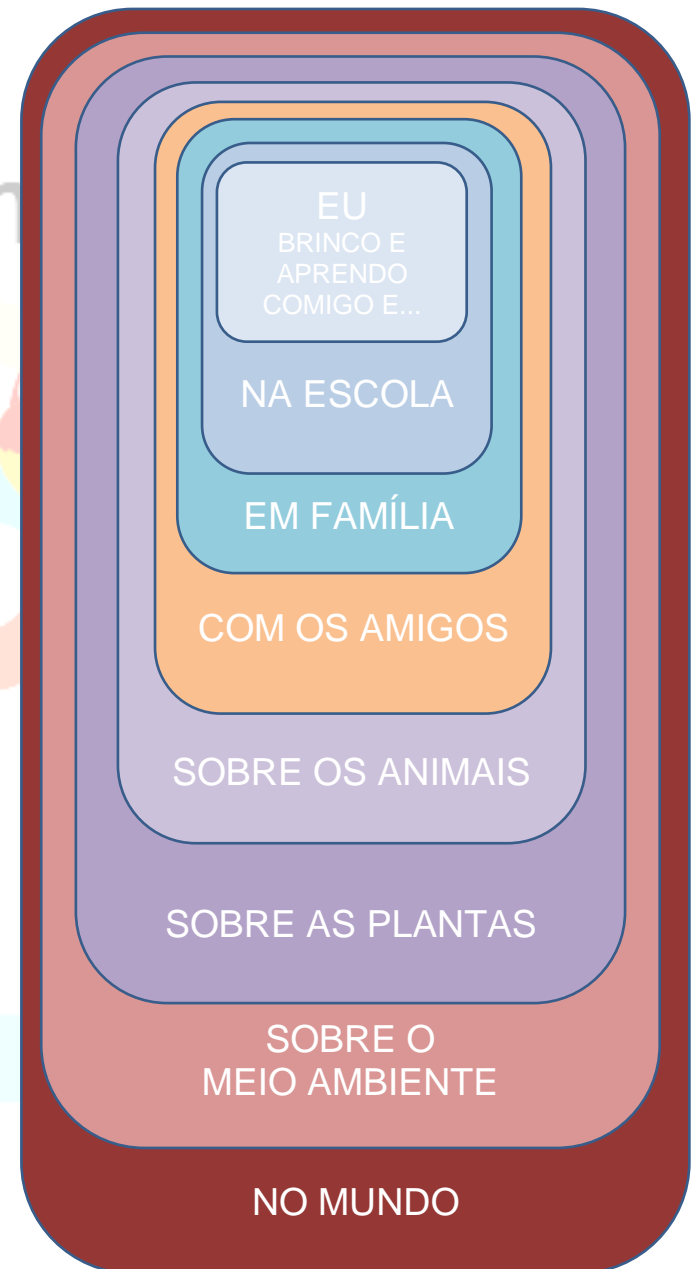 EU
BRINCO E
APRENDO
COMIGO E...
NA ESCOLA
EM FAMÍLIA
COM OS AMIGOS
SOBRE OS ANIMAIS
SOBRE AS PLANTAS
SOBRE O
MEIO AMBIENTE
NO MUNDO